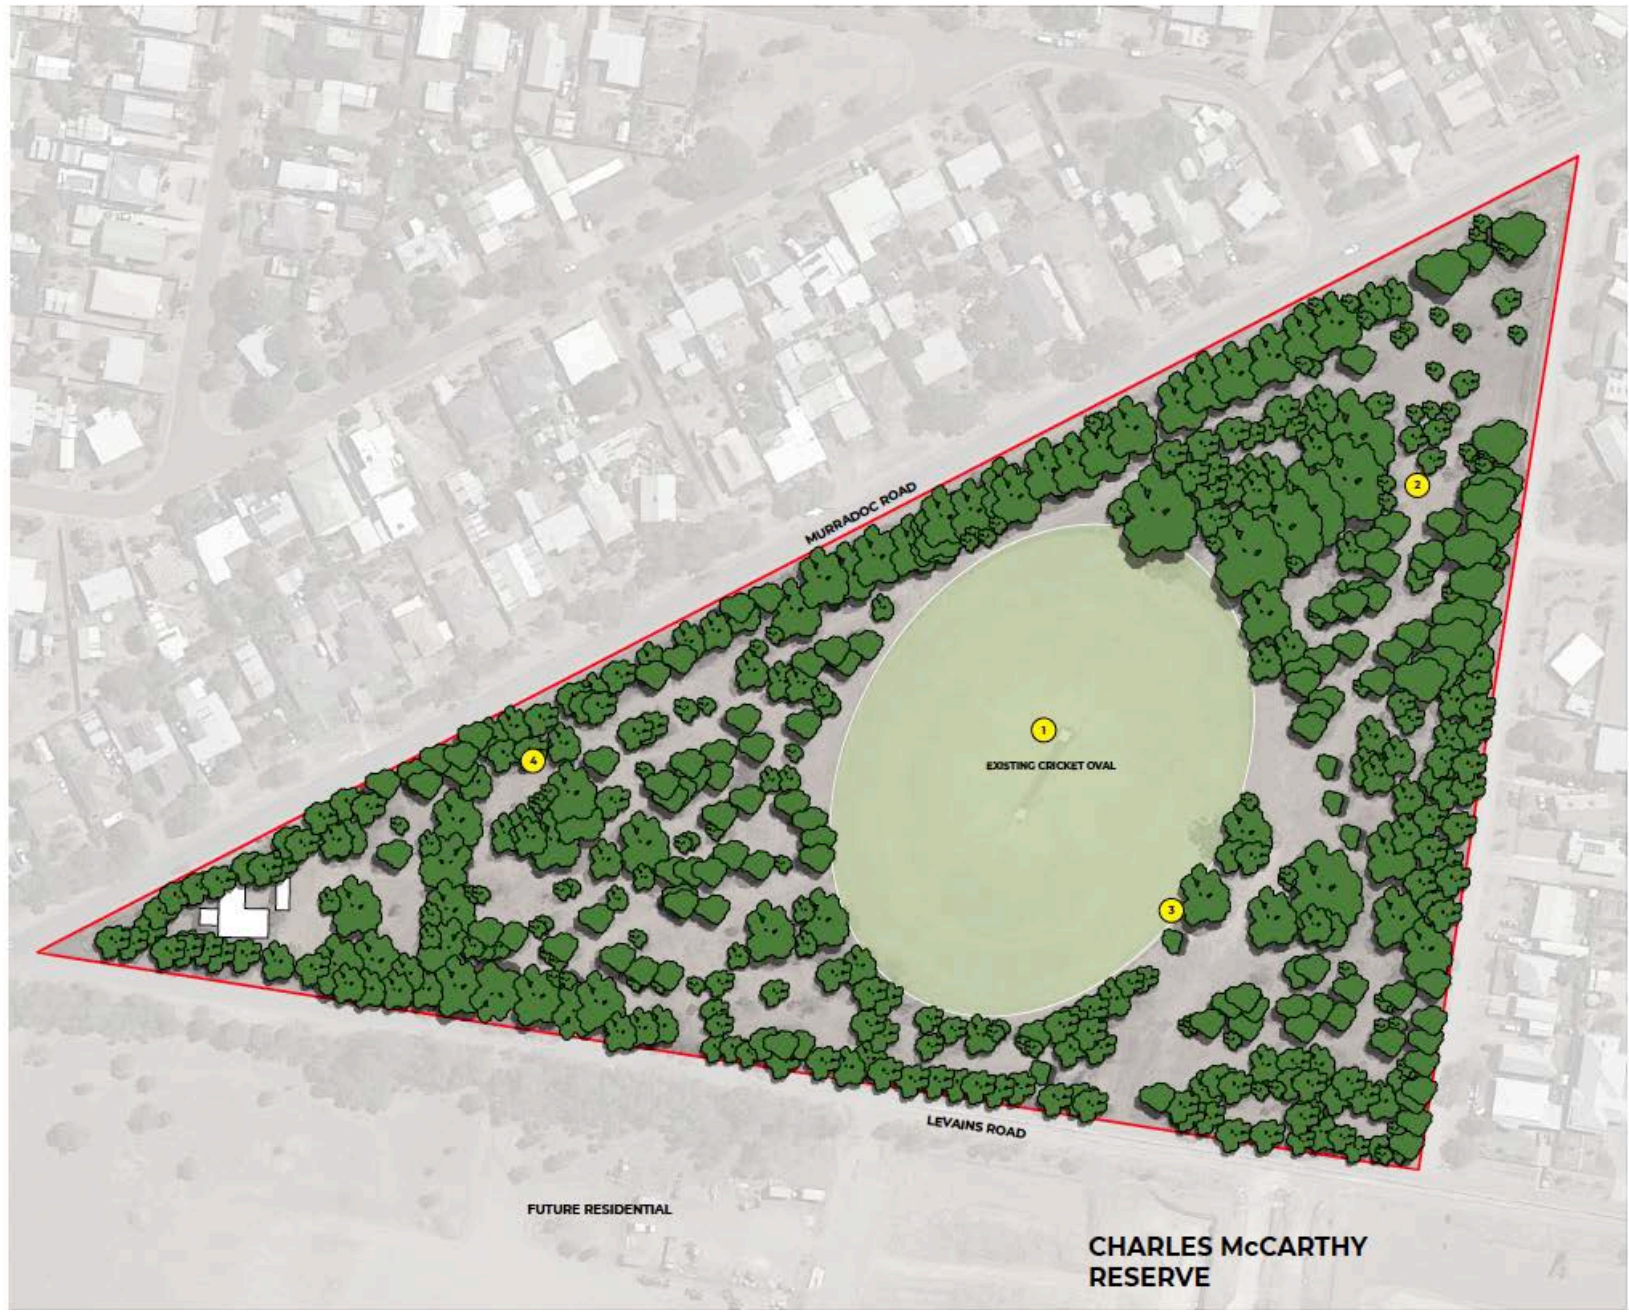 MURRADOC ROAD
2
1
EXISTING CRICKET OVAL
4
3
LEVAINS ROAD
FUTURE RESIDENTIAL
CHARLES McCARTHY
RESERVE